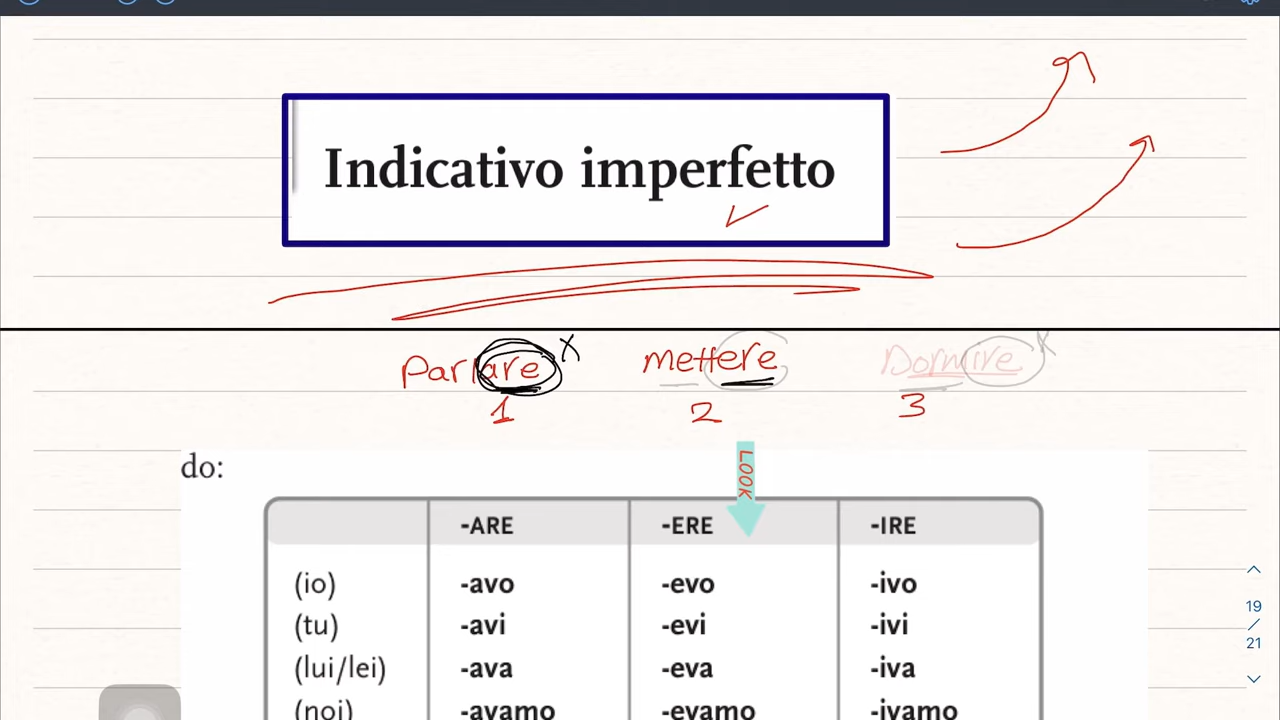 Indicativo imperfetto
Parlare x mettere Dormire x
1 2 3
do:
LOOK
-ARE -ERE -IRE
(io) -avo -evo -ivo
(tu) -avi -evi -ivi
(lui/lei) -ava -eva -iva
(noi) -avamo -evamo -ivamo
19
/
21